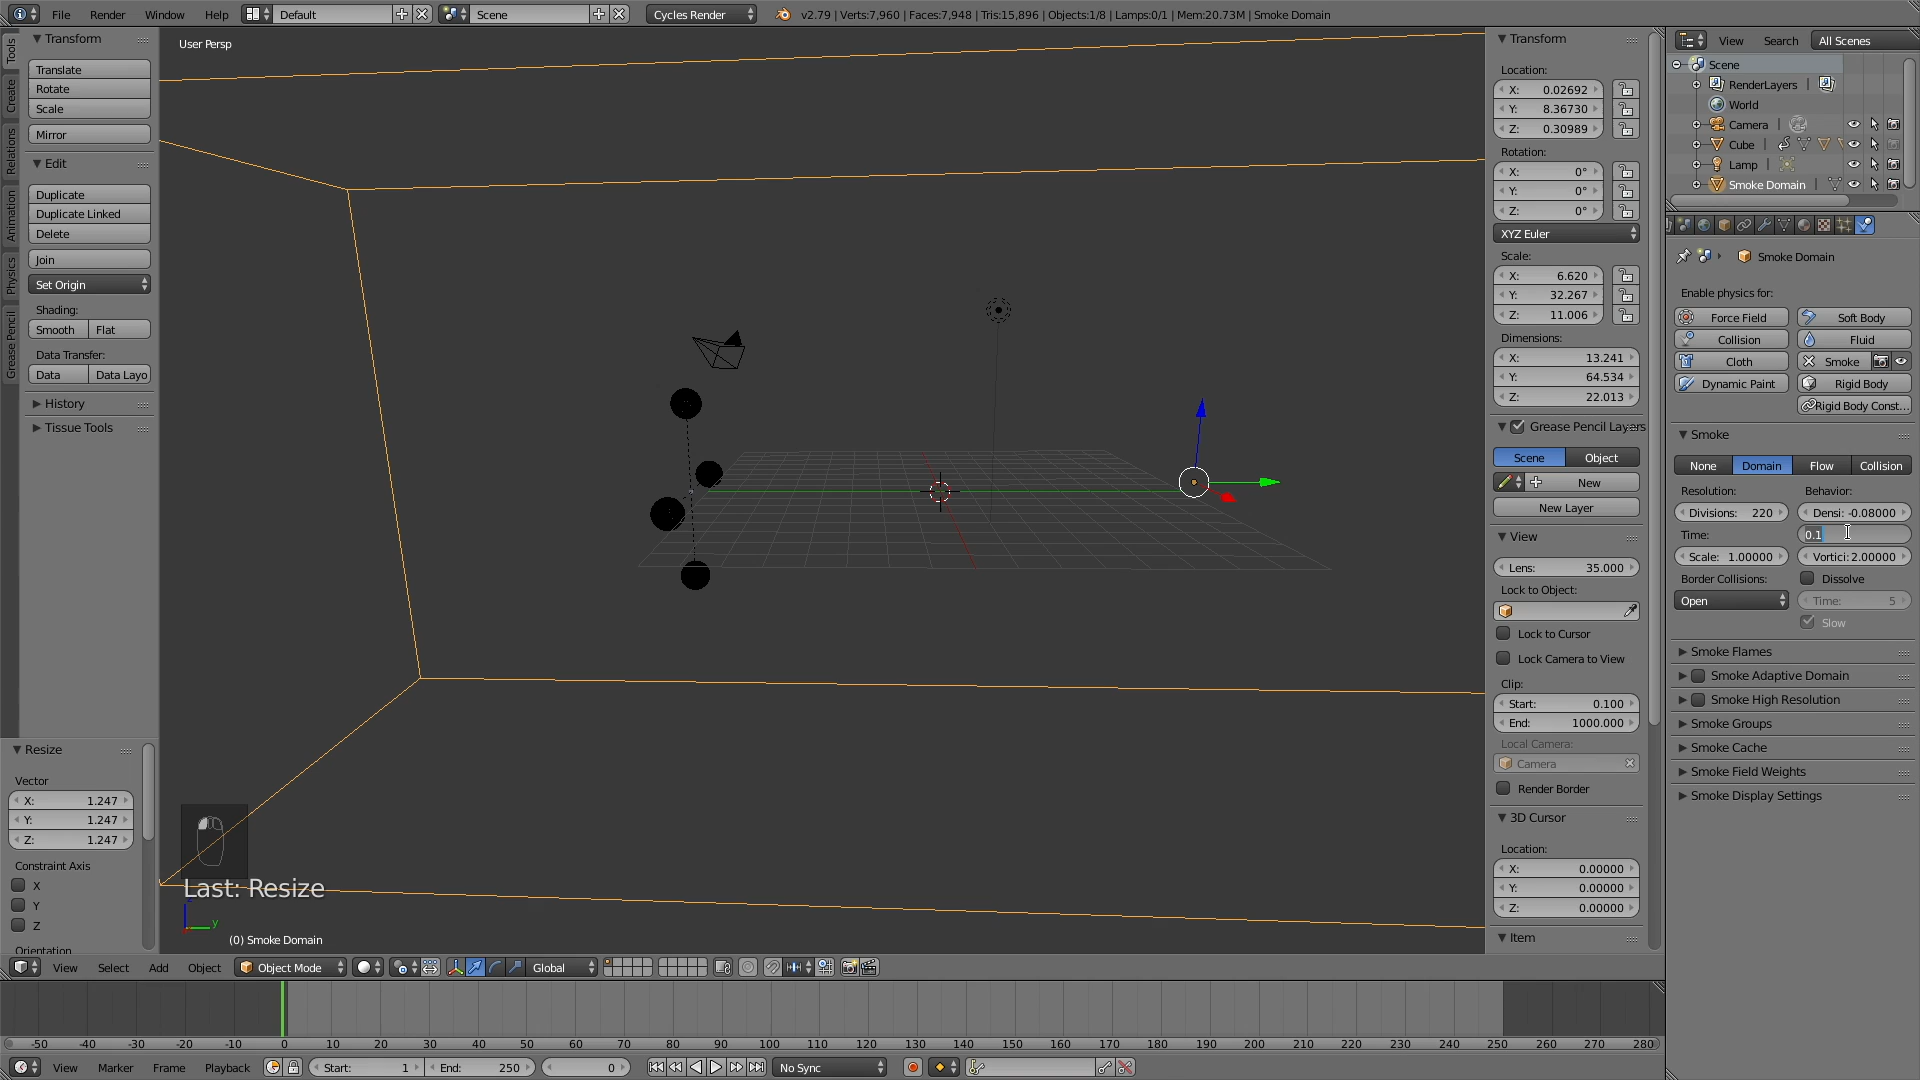 File Render Window Help Default Scene Cycles Render v2.79 | Verts:7,960 | Faces:7,948 | Tris:15,896 | Objects:1/8 | Lamps:0/1 | Mem:20.73M | Smoke Domain
Tools
Create
Relations
Animation
Physics
Grease Pencil
Transform
Translate
Rotate
Scale
Mirror
Edit
Duplicate
Duplicate Linked
Delete
Join
Set Origin
Shading:
Smooth Flat
Data Transfer:
Data Data Layo
History
Tissue Tools
Resize
Vector
X: 1.247
Y: 1.247
Z: 1.247
Constraint Axis
X
Y
Z
Orientation
User Persp
Last: Resize
y
(0) Smoke Domain
Transform
Location:
X: 0.02692
Y: 8.36730
Z: 0.30989
Rotation:
X: 0°
Y: 0°
Z: 0°
XYZ Euler
Scale:
X: 6.620
Y: 32.267
Z: 11.006
Dimensions:
X: 13.241
Y: 64.534
Z: 22.013
Grease Pencil Layers
Scene Object
New
New Layer
View
Lens: 35.000
Lock to Object:
Lock to Cursor
Lock Camera to View
Clip:
Start: 0.100
End: 1000.000
Local Camera:
Camera
Render Border
3D Cursor
Location:
X: 0.00000
Y: 0.00000
Z: 0.00000
Item
View Search All Scenes
Scene
RenderLayers
World
Camera
Cube
Lamp
Smoke Domain
Smoke Domain
Enable physics for:
Force Field Soft Body
Collision Fluid
Cloth Smoke
Dynamic Paint Rigid Body
Rigid Body Const...
Smoke
None Domain Flow Collision
Resolution: Behavior:
Divisions: 220 Densi: -0.08000
Time: 0.1
Scale: 1.00000 Vortici: 2.00000
Border Collisions: Dissolve
Open Time: 5
Slow
Smoke Flames
Smoke Adaptive Domain
Smoke High Resolution
Smoke Groups
Smoke Cache
Smoke Field Weights
Smoke Display Settings
View Select Add Object Object Mode Global
-50 -40 -30 -20 -10 0 10 20 30 40 50 60 70 80 90 100 110 120 130 140 150 160 170 180 190 200 210 220 230 240 250 260 270 280
View Marker Frame Playback Start: 1 End: 250 0 No Sync